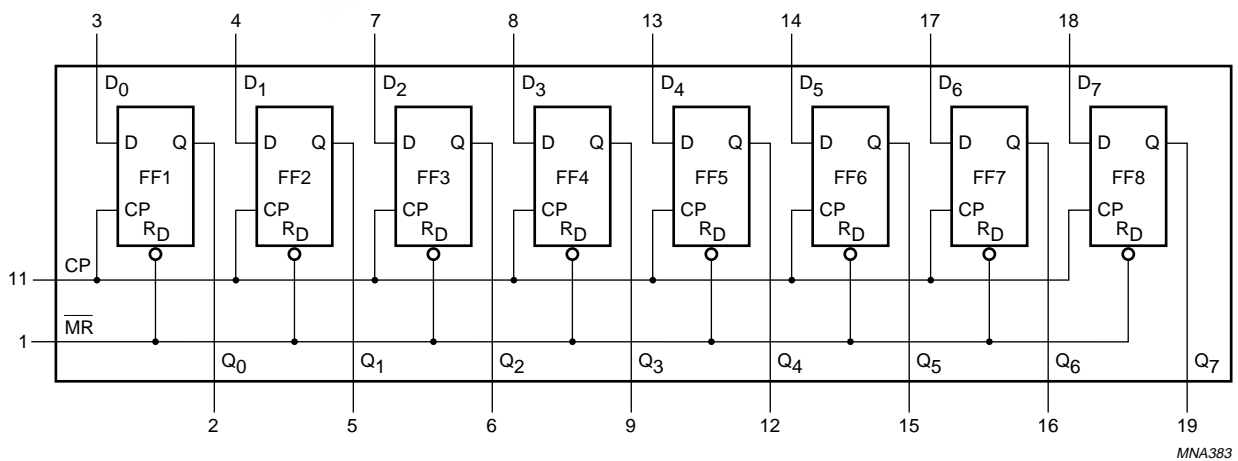 3 4 7 8 13 14 17 18
D0 D1 D2 D3 D4 D5 D6 D7
D Q D Q D Q D Q D Q D Q D Q D Q
FF1 FF2 FF3 FF4 FF5 FF6 FF7 FF8
CP CP CP CP CP CP CP CP
RD RD RD RD RD RD RD RD
11 CP
1 M̅R̅
Q0 Q1 Q2 Q3 Q4 Q5 Q6 Q7
2 5 6 9 12 15 16 19
MNA383